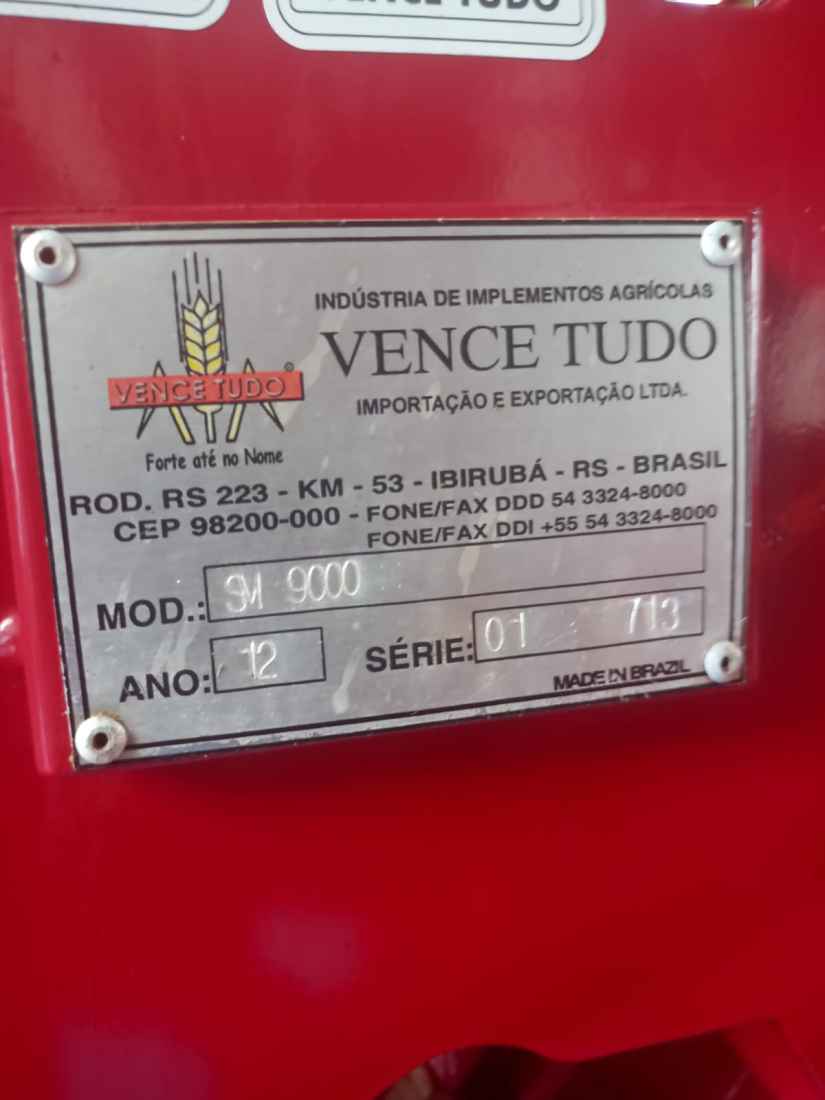 VENCE TUDO
INDÚSTRIA DE IMPLEMENTOS AGRÍCOLAS
VENCE TUDO
IMPORTAÇÃO E EXPORTAÇÃO LTDA.
VENCE TUDO ®
Forte até no Nome
ROD. RS 223 - KM - 53 - IBIRUBÁ - RS - BRASIL
CEP 98200-000 - FONE/FAX DDD 54 3324-8000
FONE/FAX DDI +55 54 3324-8000
MOD.: SM 9000
ANO: 12 SÉRIE: 01 713
MADE IN BRAZIL